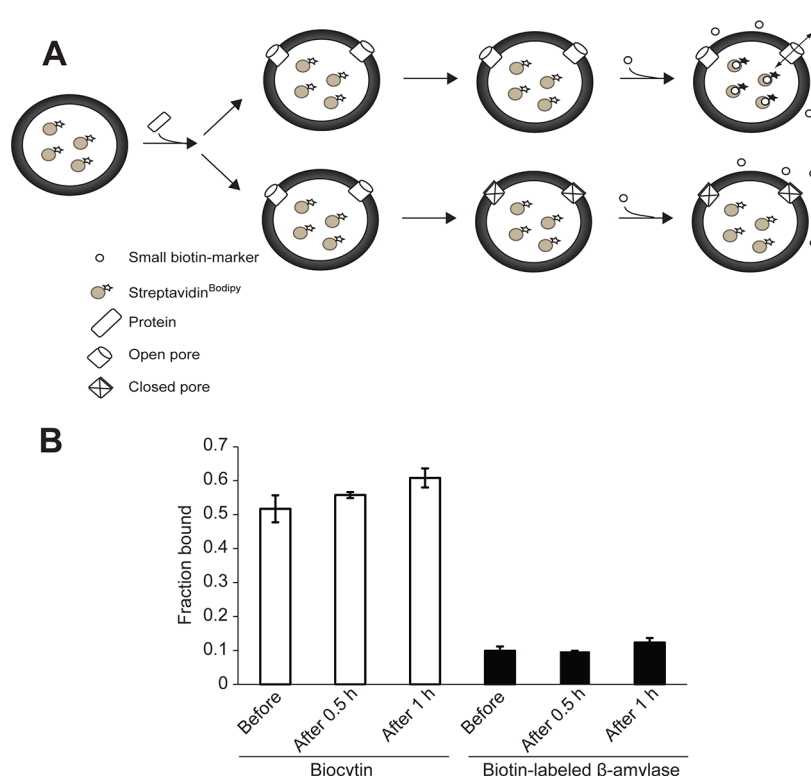 A
Small biotin-marker
Streptavidin^Bodipy
Protein
Open pore
Closed pore
B
Fraction bound
0.7
0.6
0.5
0.4
0.3
0.2
0.1
0
Before
After 0.5 h
After 1 h
Before
After 0.5 h
After 1 h
Biocytin
Biotin-labeled β-amylase